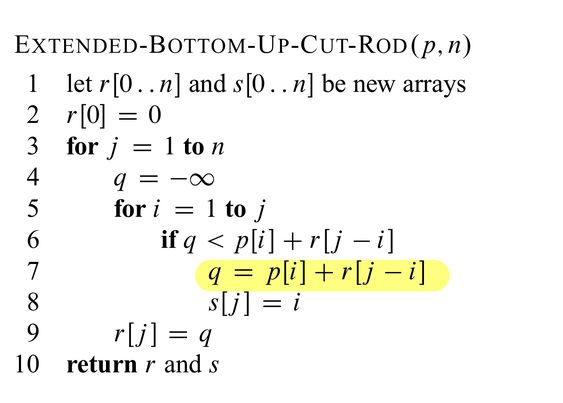 EXTENDED-BOTTOM-UP-CUT-ROD(p, n)
1 let r[0..n] and s[0..n] be new arrays
2 r[0] = 0
3 for j = 1 to n
4 q = −∞
5 for i = 1 to j
6 if q < p[i] + r[j − i]
7 q = p[i] + r[j − i]
8 s[j] = i
9 r[j] = q
10 return r and s